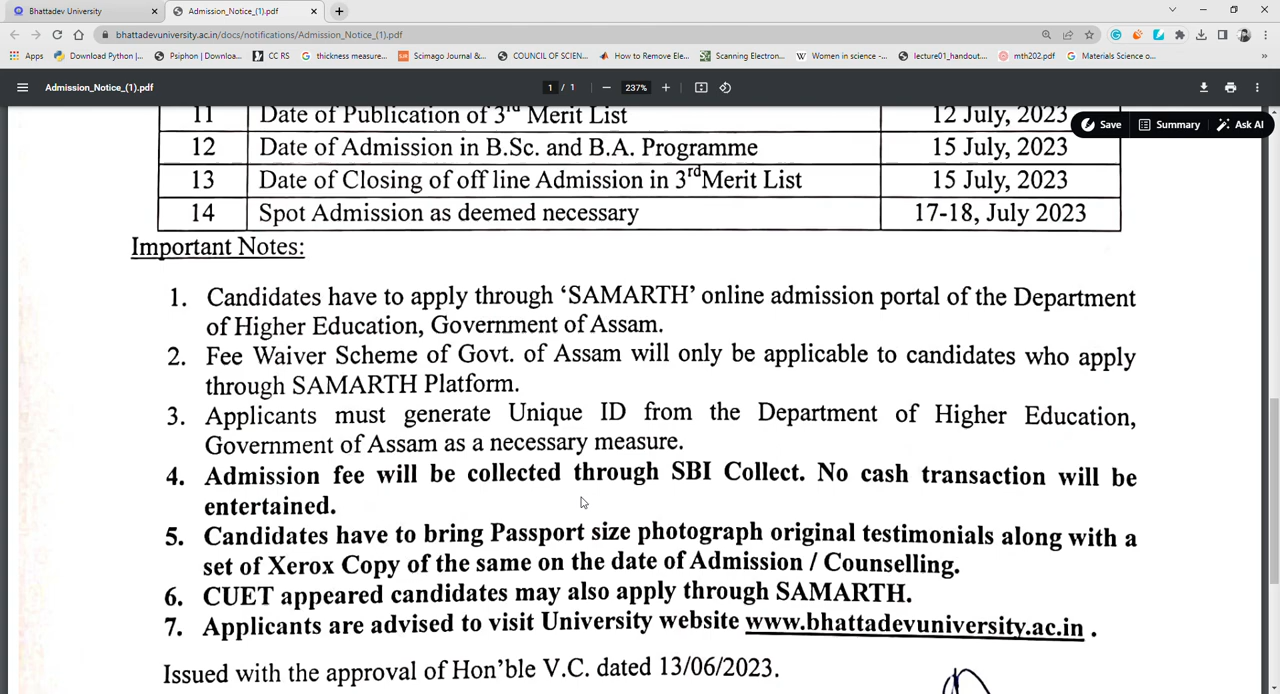 Bhattadev University
Admission_Notice_(1).pdf
bhattadevuniversity.ac.in/docs/notifications/Admission_Notice_(1).pdf
Apps
Download Python |...
Psiphon | Downloa...
CC RS
thickness measure...
Scimago Journal &...
COUNCIL OF SCIEN...
How to Remove Ele...
Scanning Electron...
Women in science -...
lecture01_handout...
mth202.pdf
Materials Science o...
»
Admission_Notice_(1).pdf
1 / 1
237%
Save
Summary
Ask AI
11 Date of Publication of 3rd Merit List 12 July, 2023
12 Date of Admission in B.Sc. and B.A. Programme 15 July, 2023
13 Date of Closing of off line Admission in 3rd Merit List 15 July, 2023
14 Spot Admission as deemed necessary 17-18, July 2023
Important Notes:
1. Candidates have to apply through ‘SAMARTH’ online admission portal of the Department
of Higher Education, Government of Assam.
2. Fee Waiver Scheme of Govt. of Assam will only be applicable to candidates who apply
through SAMARTH Platform.
3. Applicants must generate Unique ID from the Department of Higher Education,
Government of Assam as a necessary measure.
4. Admission fee will be collected through SBI Collect. No cash transaction will be
entertained.
5. Candidates have to bring Passport size photograph original testimonials along with a
set of Xerox Copy of the same on the date of Admission / Counselling.
6. CUET appeared candidates may also apply through SAMARTH.
7. Applicants are advised to visit University website www.bhattadevuniversity.ac.in .
Issued with the approval of Hon’ble V.C. dated 13/06/2023.